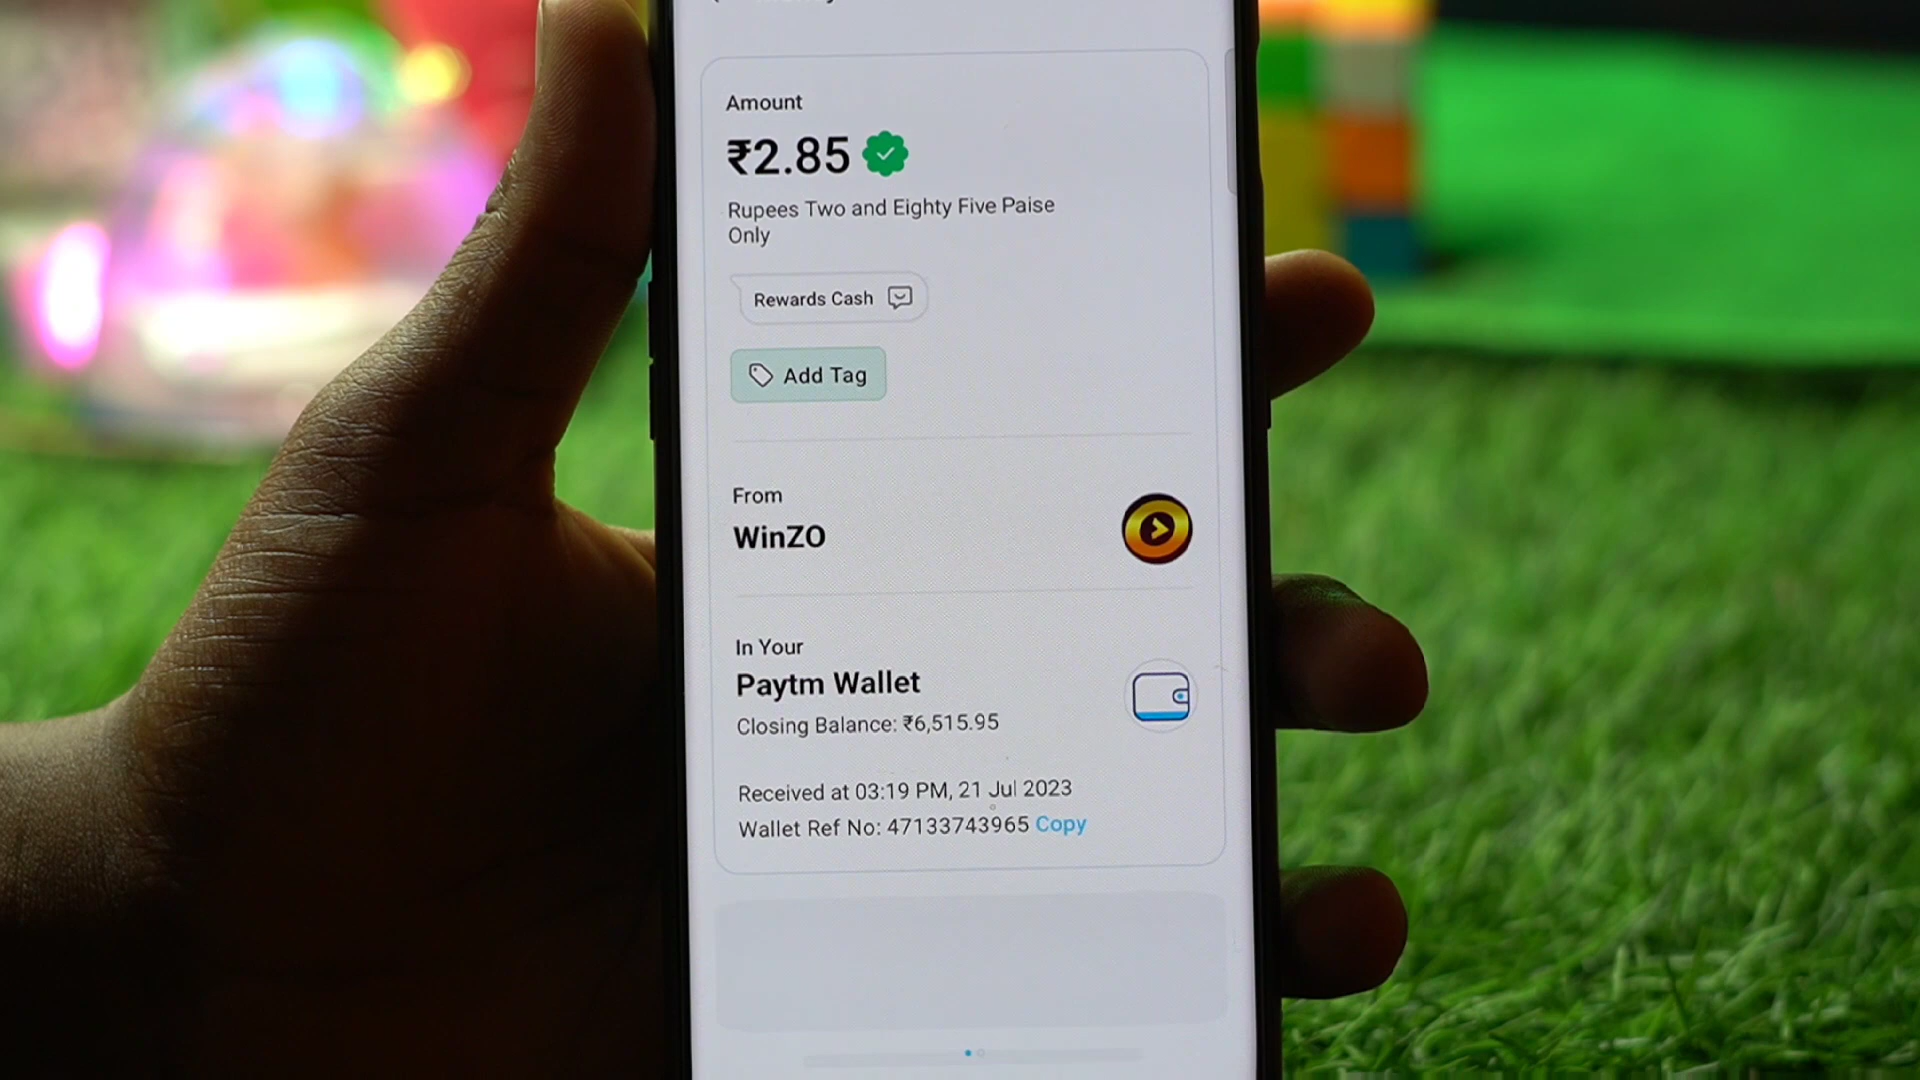 Amount
₹2.85
Rupees Two and Eighty Five Paise
Only
Rewards Cash
Add Tag
From
WinZO
In Your
Paytm Wallet
Closing Balance: ₹6,515.95
Received at 03:19 PM, 21 Jul 2023
Wallet Ref No: 47133743965 Copy